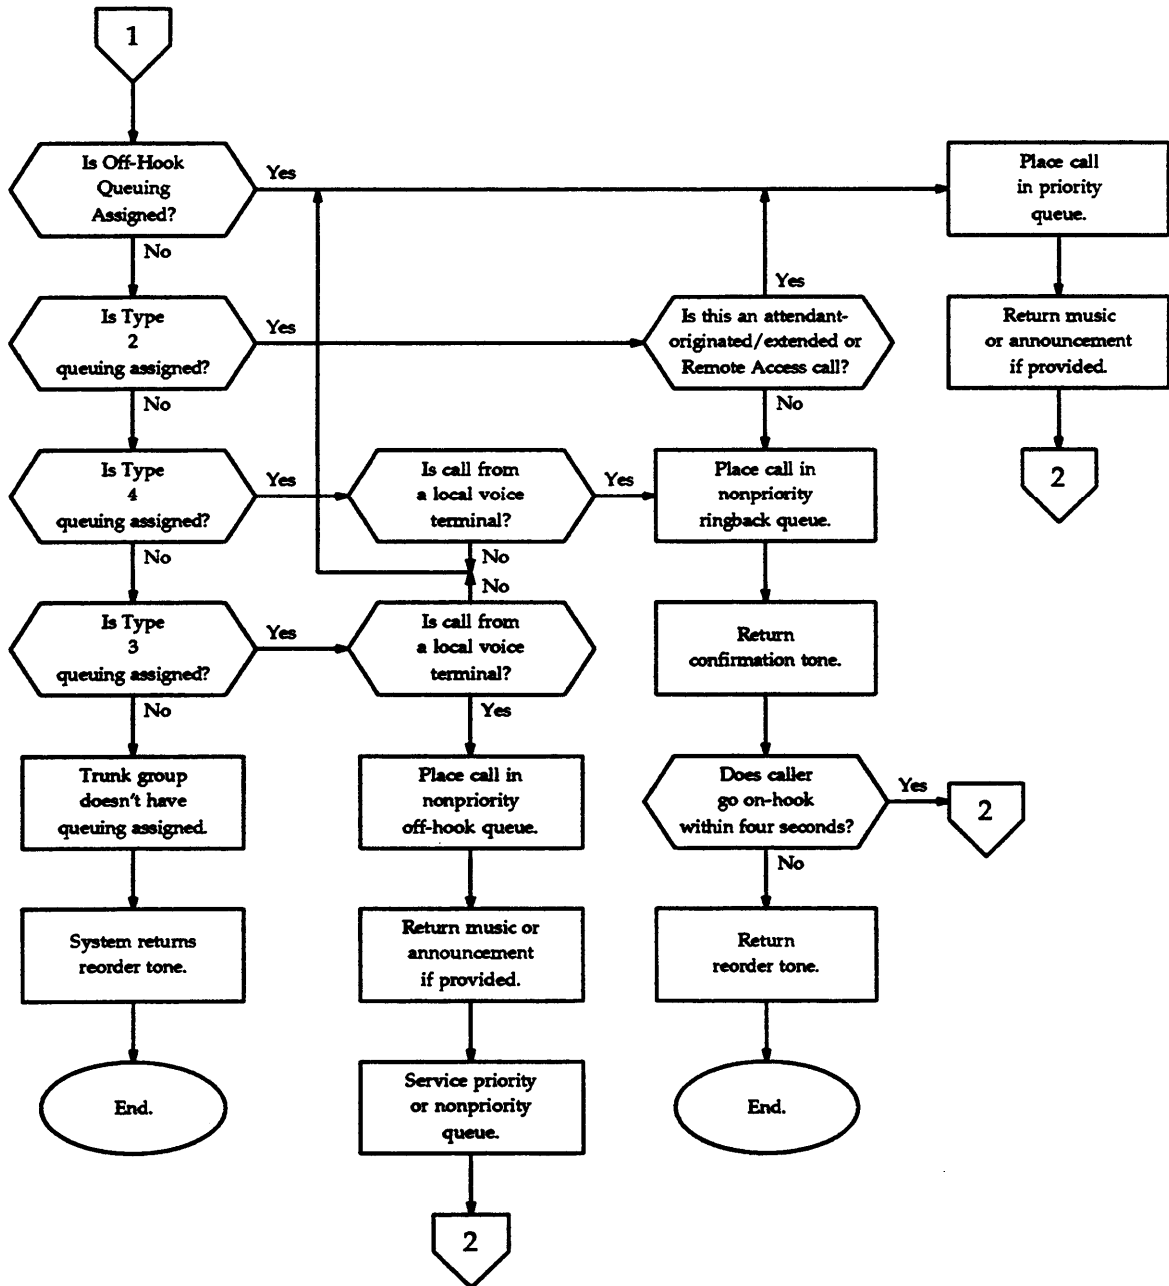 1
Is Off-Hook
Queuing
Assigned?
Yes
No
Place call
in priority
queue.
Is Type
2
queuing assigned?
Yes
No
Yes
Is this an attendant-
originated/extended or
Remote Access call?
No
Return music
or announcement
if provided.
2
Is Type
4
queuing assigned?
Yes
No
Is call from
a local voice
terminal?
Yes
No
Place call in
nonpriority
ringback queue.
Is Type
3
queuing assigned?
Yes
No
No
Is call from
a local voice
terminal?
Yes
Return
confirmation tone.
Trunk group
doesn't have
queuing assigned.
Place call in
nonpriority
off-hook queue.
Does caller
go on-hook
within four seconds?
Yes
No
2
System returns
reorder tone.
Return music or
announcement
if provided.
Return
reorder tone.
End.
Service priority
or nonpriority
queue.
End.
2